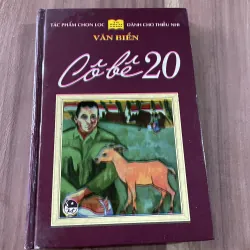 TÁC PHẨM CHỌN LỌC DÀNH CHO THIẾU NHI
VĂN BIỂN
Cô bé 20